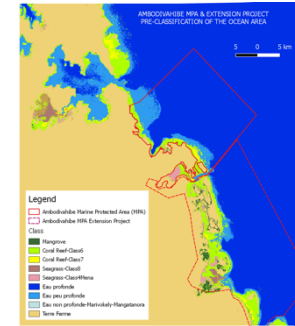 AMBODIVAHIBE MPA & EXTENSION PROJECT
PRE-CLASSIFICATION OF THE OCEAN AREA
5 0 5 km
Legend
Ambodivahibe Marine Protected Area (MPA)
Ambodivahibe MPA Extension Project
Class
Mangrove
Coral Reef-Class6
Coral Reef-Class7
Seagrass-Class8
Seagrass-Class4Mena
Eau profonde
Eau peu profonde
Eau non profonde-Marivokely-Mangatsnora
Terre Ferme